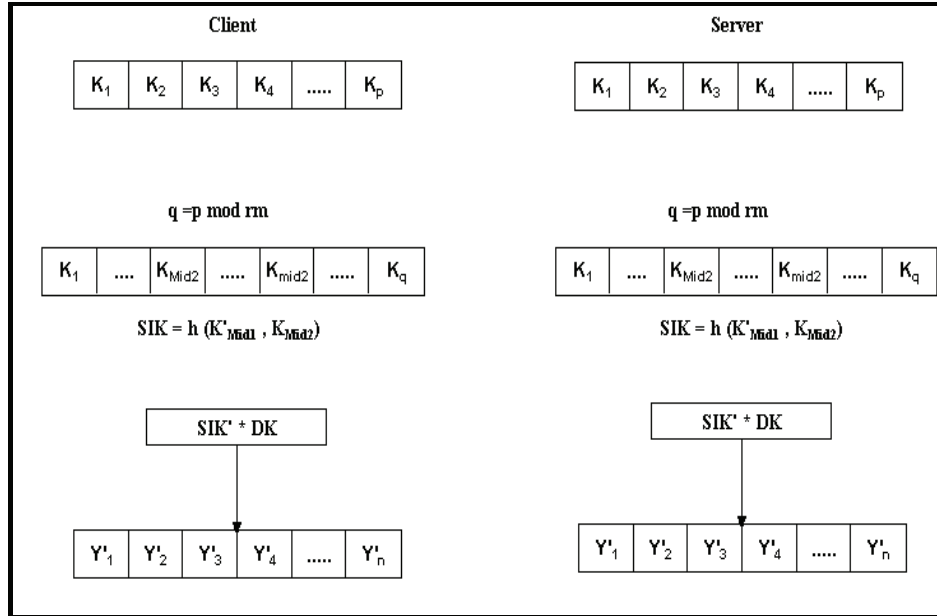 Client Server
K1 K2 K3 K4 ..... Kp K1 K2 K3 K4 ..... Kp
q =p mod rm q =p mod rm
K1 .... KMid2 ..... Kmid2 ..... Kq K1 .... KMid2 ..... Kmid2 ..... Kq
SIK = h (K'Mid1 , KMid2) SIK = h (K'Mid1 , KMid2)
SIK' * DK SIK' * DK
Y'1 Y'2 Y'3 Y'4 ..... Y'n Y'1 Y'2 Y'3 Y'4 ..... Y'n